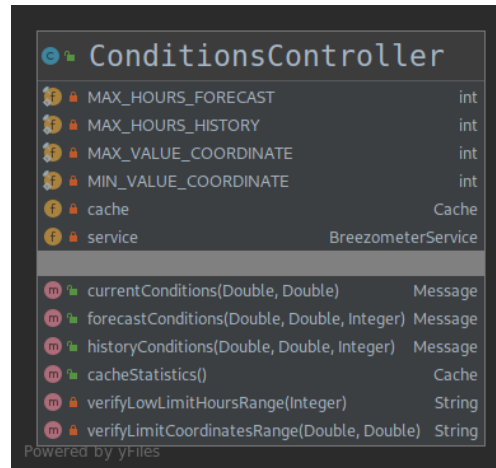 ConditionsController
MAX_HOURS_FORECAST int
MAX_HOURS_HISTORY int
MAX_VALUE_COORDINATE int
MIN_VALUE_COORDINATE int
cache Cache
service BreezometerService
currentConditions(Double, Double) Message
forecastConditions(Double, Double, Integer) Message
historyConditions(Double, Double, Integer) Message
cacheStatistics() Cache
verifyLowLimitHoursRange(Integer) String
verifyLimitCoordinatesRange(Double, Double) String
Powered by yFiles